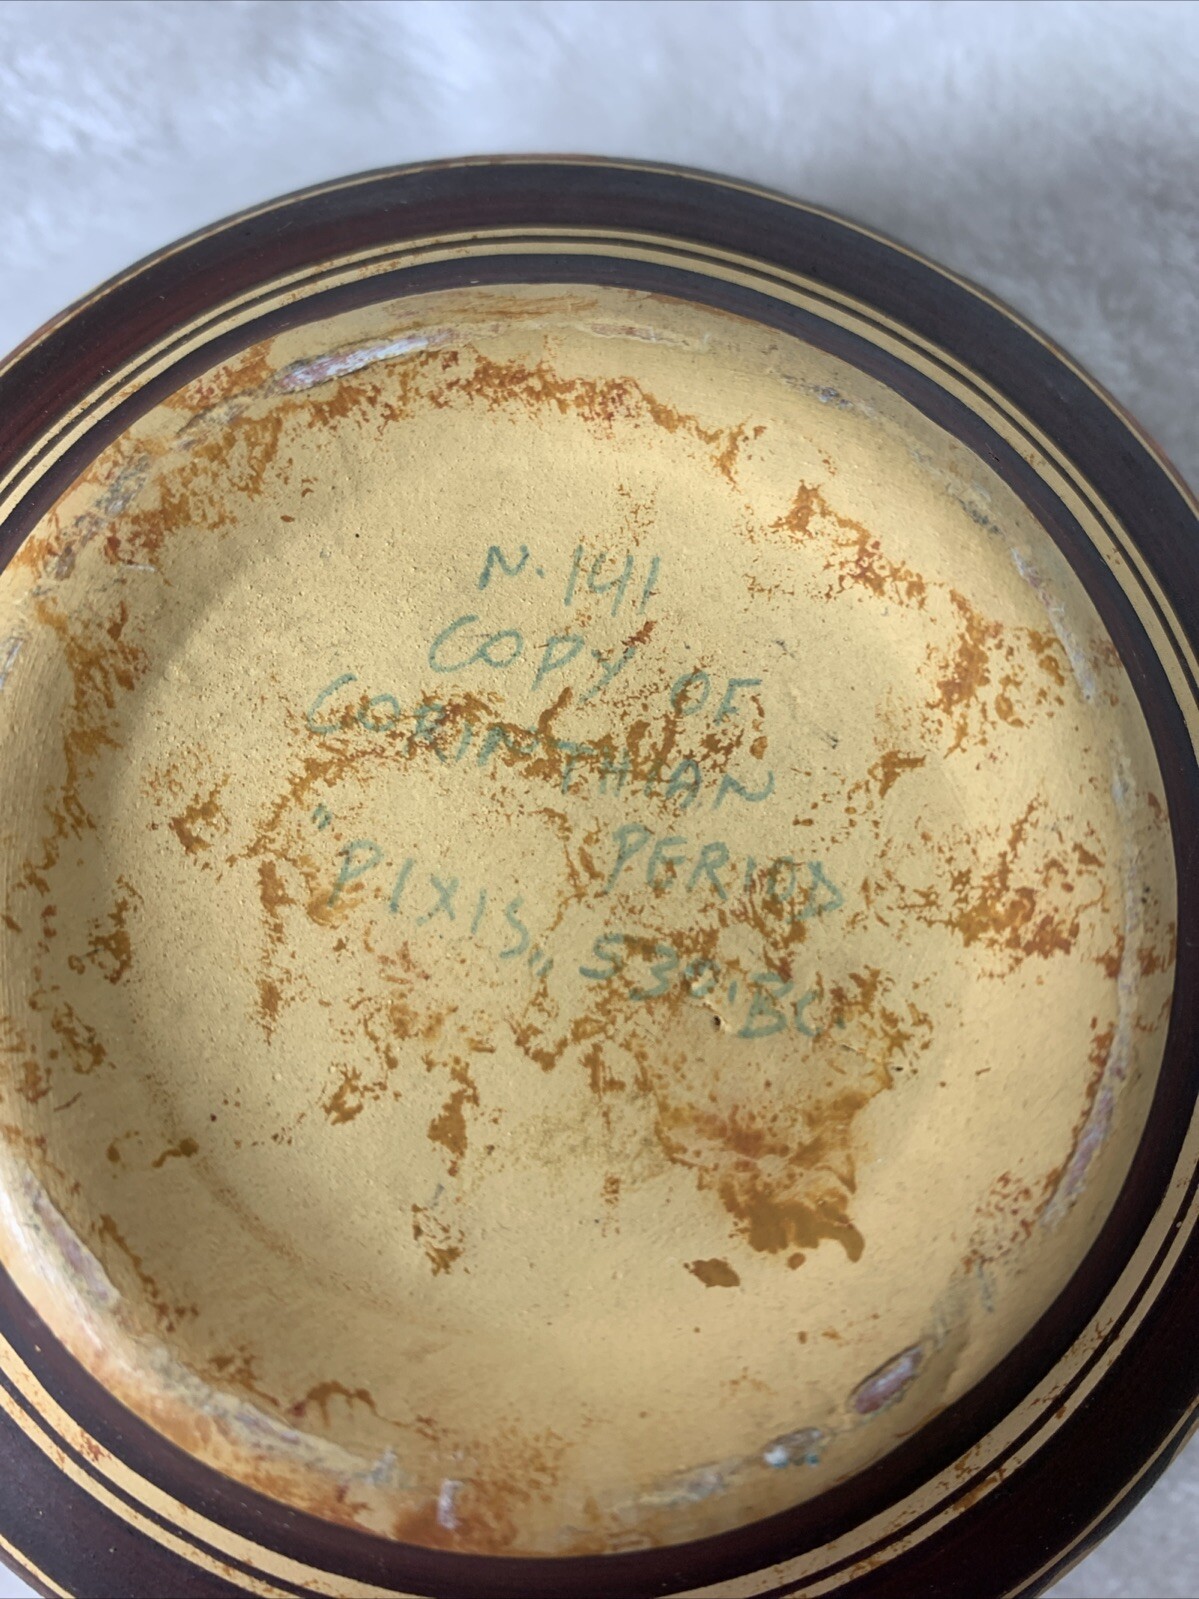 N. 141
COPY OF
CORINTHIAN
PERIOD
"PIXIS„ 530. BC.